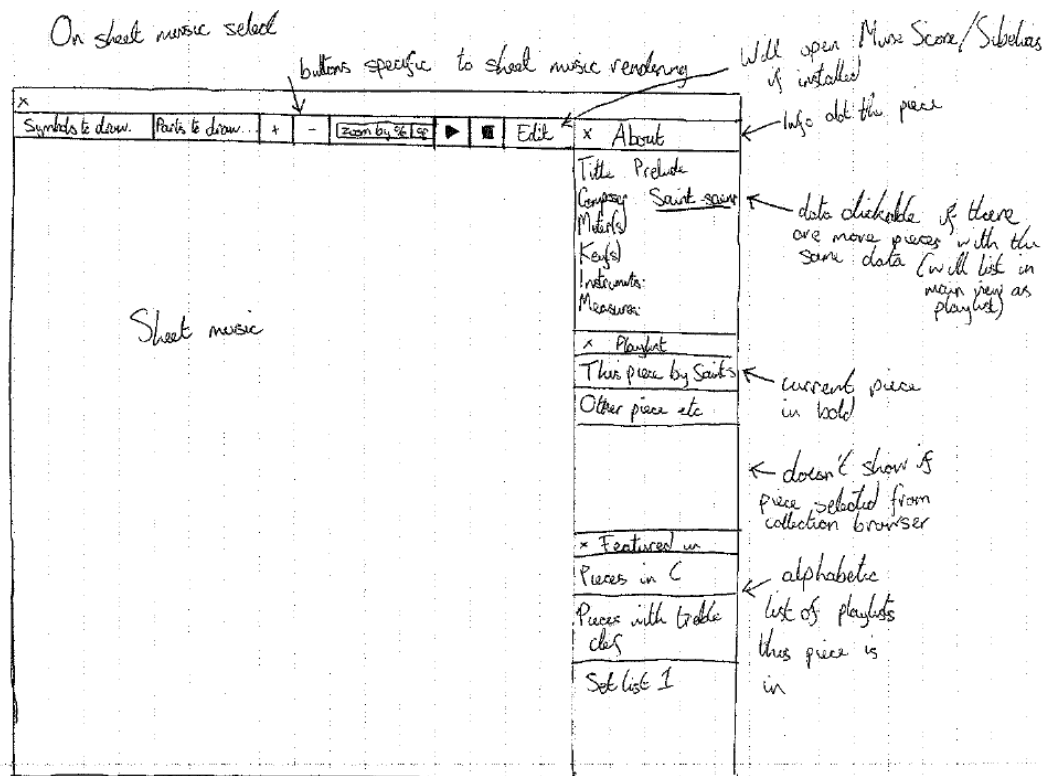 On sheet music select
buttons specific to sheet music rendering
Will open MuseScore/Sibelius
if installed
x
Symbols to draw..
Parts to draw...
+
-
zoom by %
Edit
x About
Info abt the piece
Title Prelude
Composer Saint-saens
Meter(s)
Key(s)
Instruments:
Measures:
data clickable if there
are more pieces with the
same data (will list in
main view as
playlist)
Sheet music
x Playlist
This piece by Saint-s
Other piece etc
current piece
in bold
doesn't show if
piece selected from
collection browser
x Featured in
Pieces in C
Pieces with treble
clef
Set list 1
alphabetic
list of playlists
this piece is
in